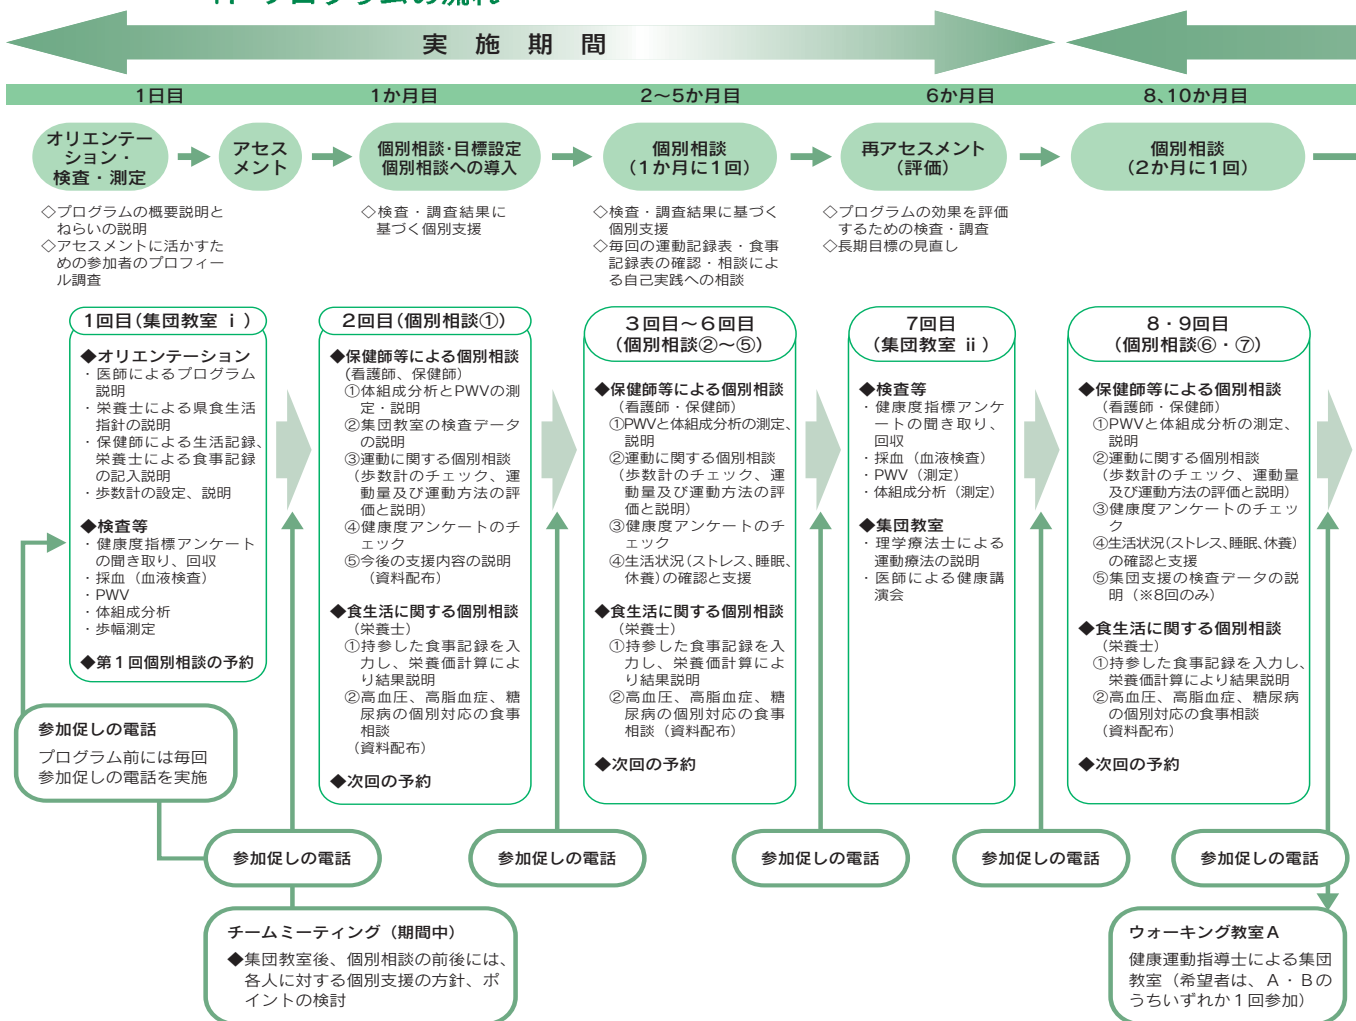 プログラムの流れ
実施期間
1日目
1か月目
2〜5か月目
6か月目
8、10か月目
オリエンテー
ション・
検査・測定
アセス
メント
個別相談・目標設定
個別相談への導入
個別相談
(1か月に1回)
再アセスメント
(評価)
個別相談
(2か月に1回)
◇プログラムの概要説明と
ねらいの説明
◇アセスメントに活かすた
めの参加者のプロフィー
ル調査
◇検査・調査結果に
基づく個別支援
◇検査・調査結果に基づく
個別支援
◇毎回の運動記録表・食事
記録表の確認・相談によ
る自己実践への相談
◇プログラムの効果を評価
するための検査・調査
◇長期目標の見直し
1回目(集団教室 i )
◆オリエンテーション
・医師によるプログラム
説明
・栄養士による県食生活
指針の説明
・保健師による生活記録、
栄養士による食事記録
の記入説明
・歩数計の設定、説明
◆検査等
・健康度指標アンケート
の聞き取り、回収
・採血（血液検査）
・PWV
・体組成分析
・歩幅測定
◆第1回個別相談の予約
2回目(個別相談①)
◆保健師等による個別相談
(看護師、保健師)
①体組成分析とPWVの測
定・説明
②集団教室の検査データ
の説明
③運動に関する個別相談
(歩数計のチェック、運
動量及び運動方法の評
価と説明)
④健康度アンケートのチ
ェック
⑤今後の支援内容の説明
(資料配布)
◆食生活に関する個別相談
(栄養士)
①持参した食事記録を入
力し、栄養価計算によ
り結果説明
②高血圧、高脂血症、糖
尿病の個別対応の食事
相談
(資料配布)
◆次回の予約
3回目〜6回目
(個別相談②〜⑤)
◆保健師等による個別相談
(看護師・保健師)
①PWVと体組成分析の測定、
説明
②運動に関する個別相談
(歩数計のチェック、運
動量及び運動方法の評
価と説明)
③健康度アンケートのチ
ェック
④生活状況(ストレス、睡眠、
休養)の確認と支援
◆食生活に関する個別相談
(栄養士)
①持参した食事記録を入
力し、栄養価計算によ
り結果説明
②高血圧、高脂血症、糖
尿病の個別対応の食事
相談（資料配布）
◆次回の予約
7回目
(集団教室 ii )
◆検査等
・健康度指標アンケ
ートの聞き取り、
回収
・採血（血液検査）
・PWV（測定）
・体組成分析（測定）
◆集団教室
・理学療法士による
運動療法の説明
・医師による健康講
演会
8・9回目
(個別相談⑥・⑦)
◆保健師等による個別相談
(看護師・保健師)
①PWVと体組成分析の測定、
説明
②運動に関する個別相談
(歩数計のチェック、運動量
及び運動方法の評価と説明)
③健康度アンケートのチェッ
ク
④生活状況(ストレス、睡眠、休養)
の確認と支援
⑤集団支援の検査データの説
明（※8回のみ）
◆食生活に関する個別相談
(栄養士)
①持参した食事記録を入力し、
栄養価計算により結果説明
②高血圧、高脂血症、糖尿病
の個別対応の食事相談
(資料配布)
◆次回の予約
参加促しの電話
プログラム前には毎回
参加促しの電話を実施
参加促しの電話
参加促しの電話
参加促しの電話
参加促しの電話
参加促しの電話
チームミーティング（期間中）
◆集団教室後、個別相談の前後には、
各人に対する個別支援の方針、ポ
イントの検討
ウォーキング教室A
健康運動指導士による集団
教室（希望者は、A・Bの
うちいずれか1回参加）